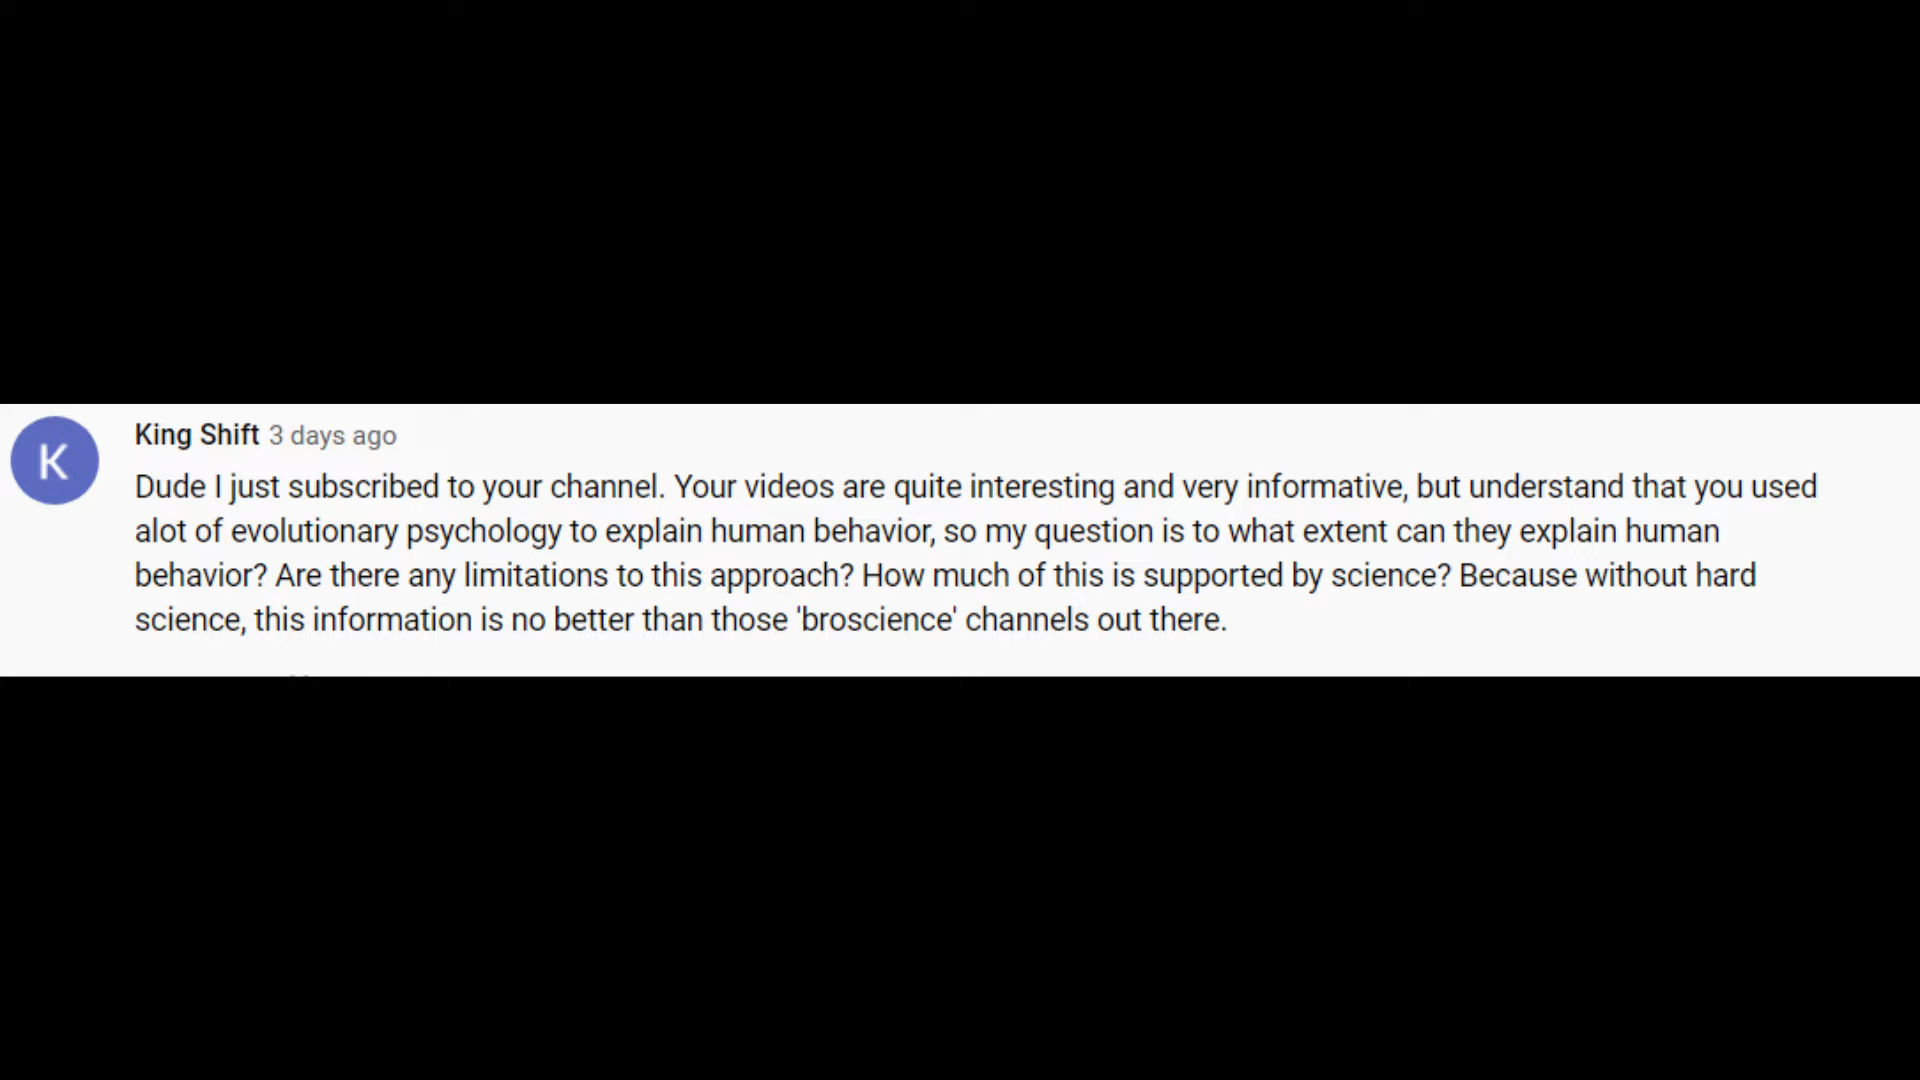 K
King Shift 3 days ago
Dude I just subscribed to your channel. Your videos are quite interesting and very informative, but understand that you used
alot of evolutionary psychology to explain human behavior, so my question is to what extent can they explain human
behavior? Are there any limitations to this approach? How much of this is supported by science? Because without hard
science, this information is no better than those 'broscience' channels out there.